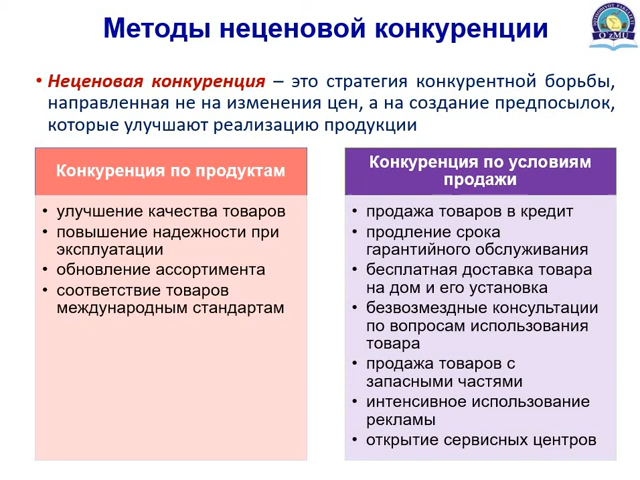 Методы неценовой конкуренции
• Неценовая конкуренция – это стратегия конкурентной борьбы,
направленная не на изменения цен, а на создание предпосылок,
которые улучшают реализацию продукции
Конкуренция по продуктам
• улучшение качества товаров
• повышение надежности при
эксплуатации
• обновление ассортимента
• соответствие товаров
международным стандартам
Конкуренция по условиям
продажи
• продажа товаров в кредит
• продление срока
гарантийного обслуживания
• бесплатная доставка товара
на дом и его установка
• безвозмездные консультации
по вопросам использования
товара
• продажа товаров с
запасными частями
• интенсивное использование
рекламы
• открытие сервисных центров